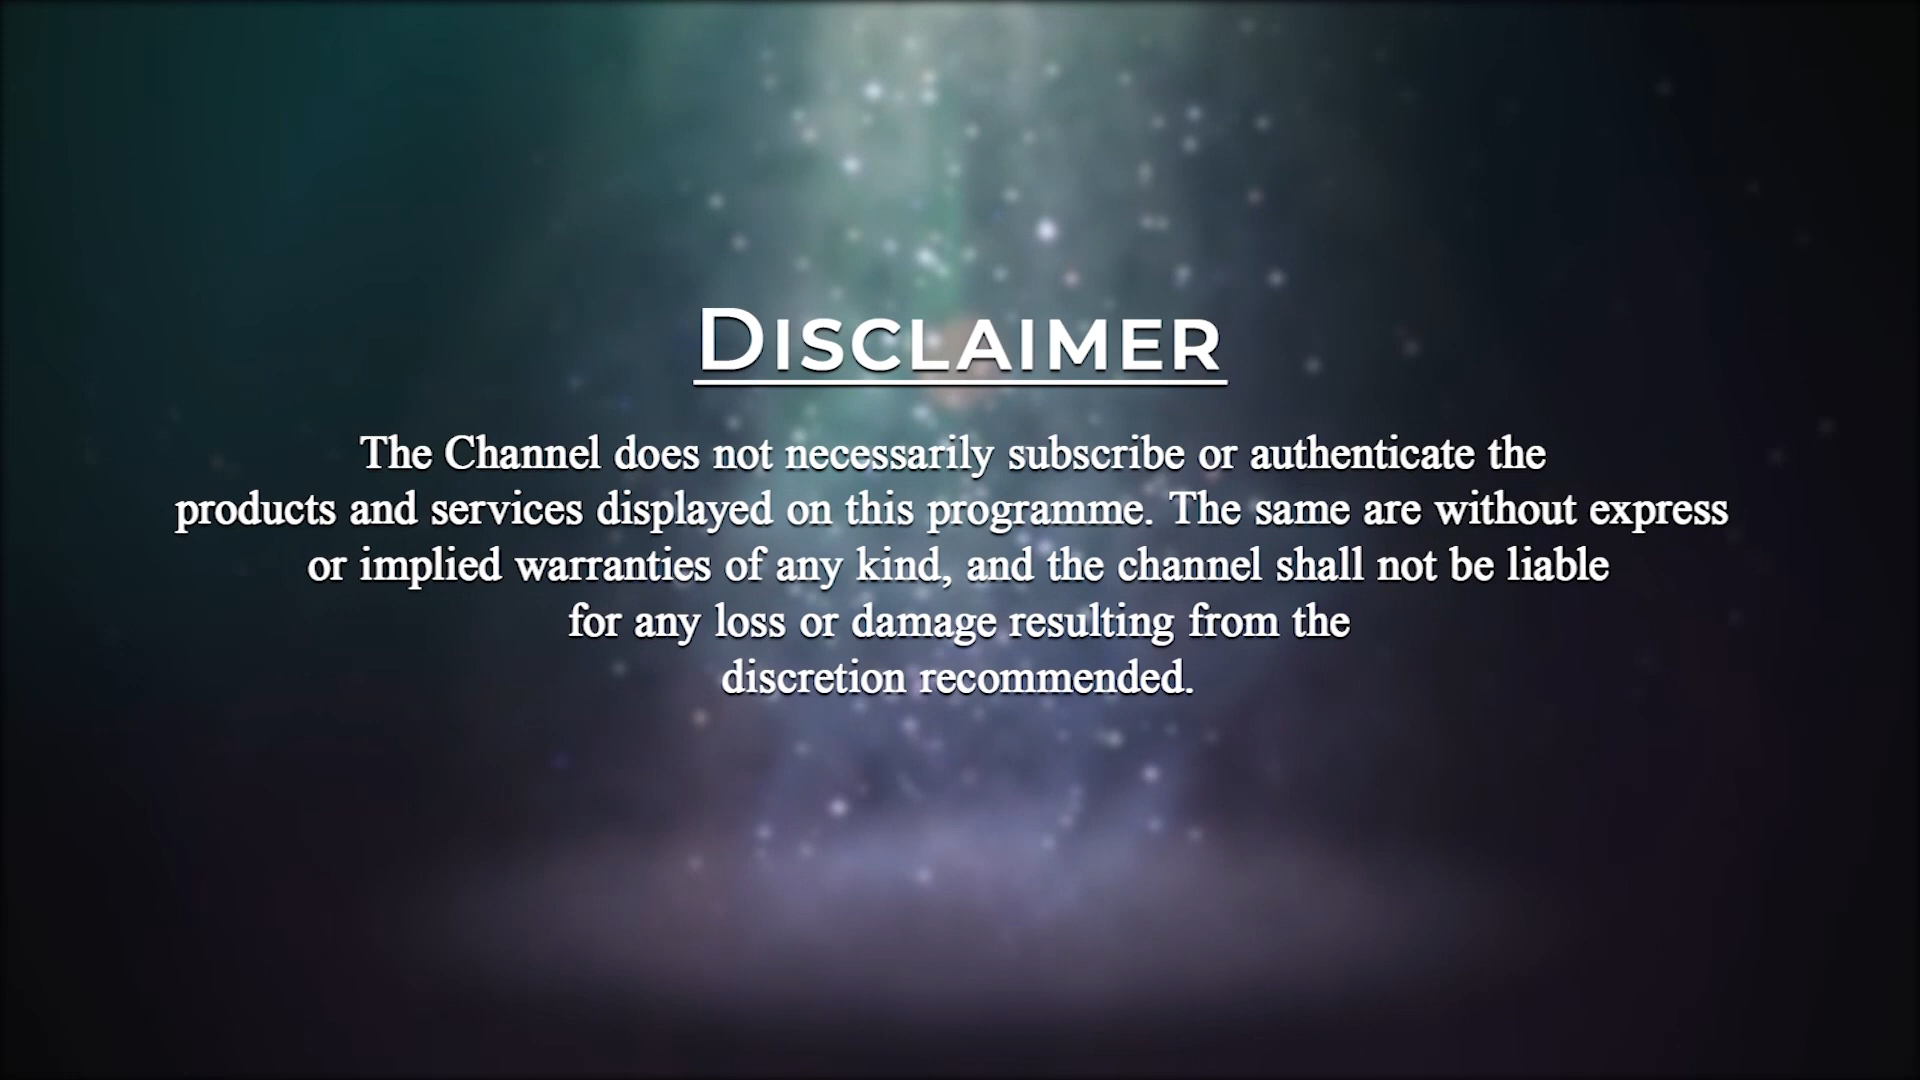 DISCLAIMER
The Channel does not necessarily subscribe or authenticate the
products and services displayed on this programme. The same are without express
or implied warranties of any kind, and the channel shall not be liable
for any loss or damage resulting from the
discretion recommended.